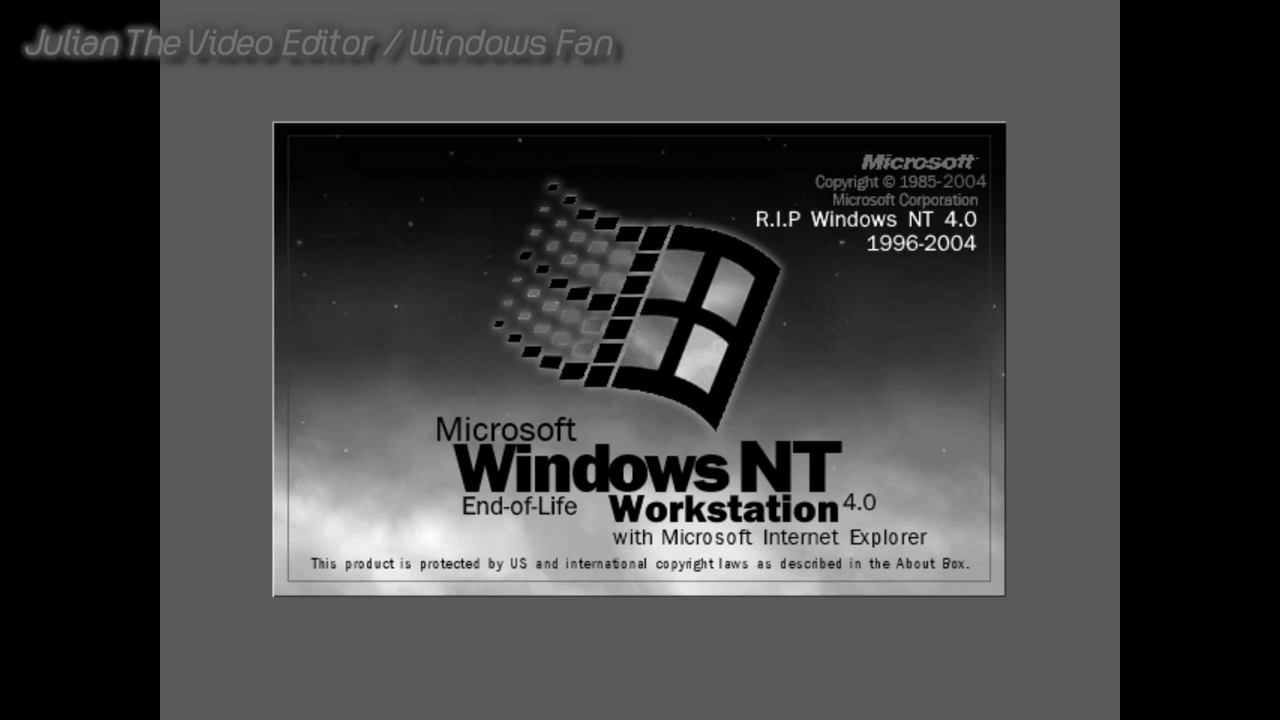 Julian The Video Editor / Windows Fan
Microsoft
Copyright © 1985-2004
Microsoft Corporation
R.I.P Windows NT 4.0
1996-2004
Microsoft
Windows NT
End-of-Life Workstation 4.0
with Microsoft Internet Explorer
This product is protected by US and international copyright laws as described in the About Box.